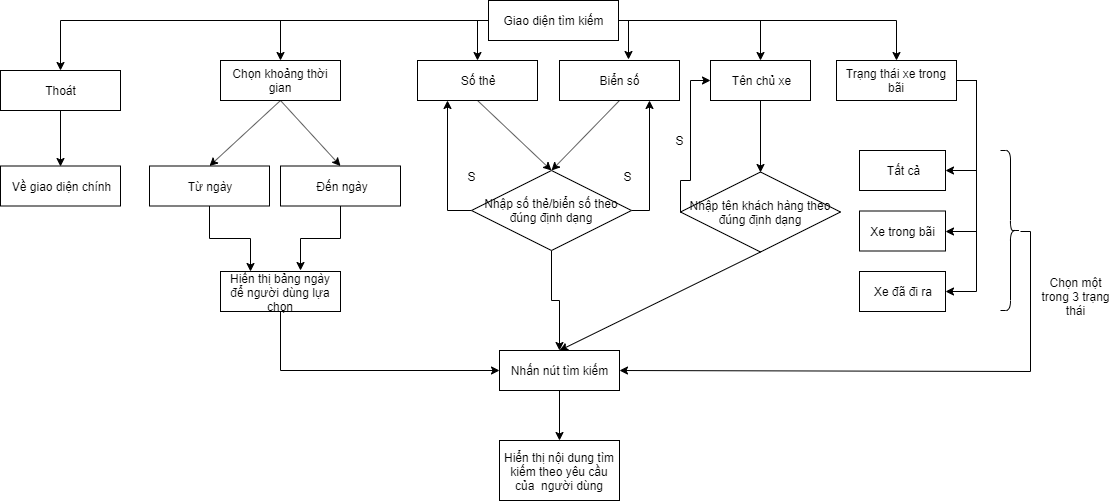 Giao diện tìm kiếm
Thoát
Chọn khoảng thời
gian
Số thẻ
Biển số
Tên chủ xe
Trạng thái xe trong
bãi
Về giao diện chính
Từ ngày
Đến ngày
S
S
S
Nhập số thẻ/biển số theo
đúng định dạng
Nhập tên khách hàng theo
đúng định dạng
Tất cả
Xe trong bãi
Xe đã đi ra
Chọn một
trong 3 trạng
thái
Hiển thị bảng ngày
để người dùng lựa
chọn
Nhấn nút tìm kiếm
Hiển thị nội dung tìm
kiếm theo yêu cầu
của người dùng